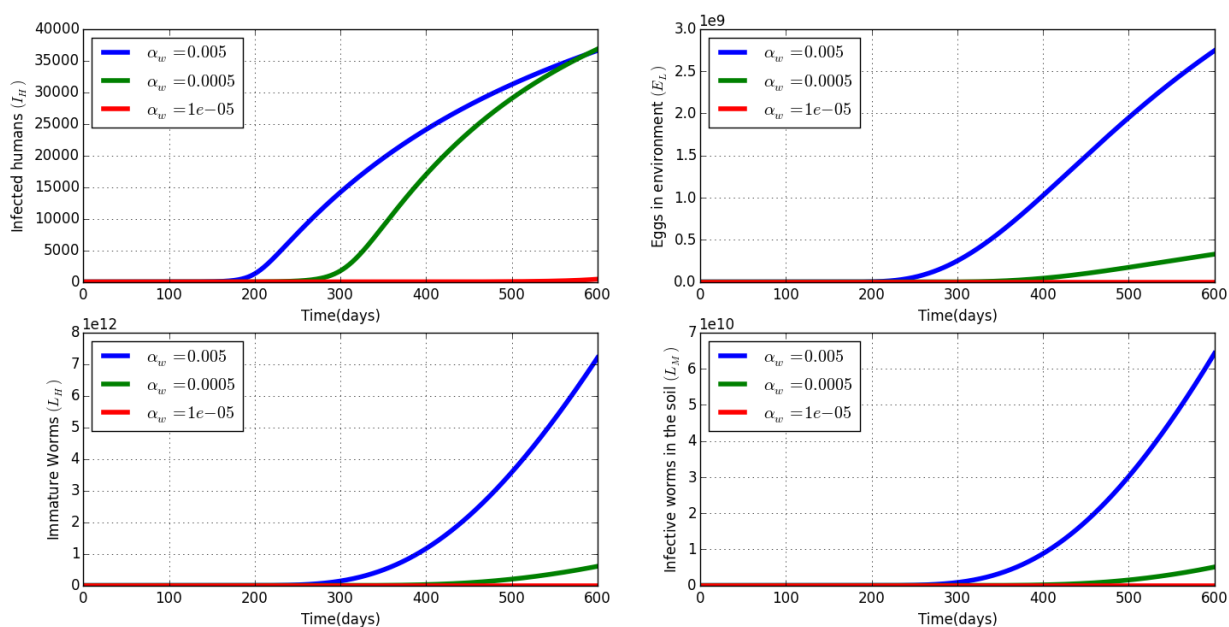 40000
35000
30000
25000
20000
15000
10000
5000
0
Infected humans (I_H)
α_w =0.005
α_w =0.0005
α_w =1e−05
0 100 200 300 400 500 600
Time(days)
1e9
3.0
2.5
2.0
1.5
1.0
0.5
0.0
Eggs in environment (E_L)
α_w =0.005
α_w =0.0005
α_w =1e−05
0 100 200 300 400 500 600
Time(days)
1e12
8
7
6
5
4
3
2
1
0
Immature Worms (L_H)
α_w =0.005
α_w =0.0005
α_w =1e−05
0 100 200 300 400 500 600
Time(days)
1e10
7
6
5
4
3
2
1
0
Infective worms in the soil (L_M)
α_w =0.005
α_w =0.0005
α_w =1e−05
0 100 200 300 400 500 600
Time(days)